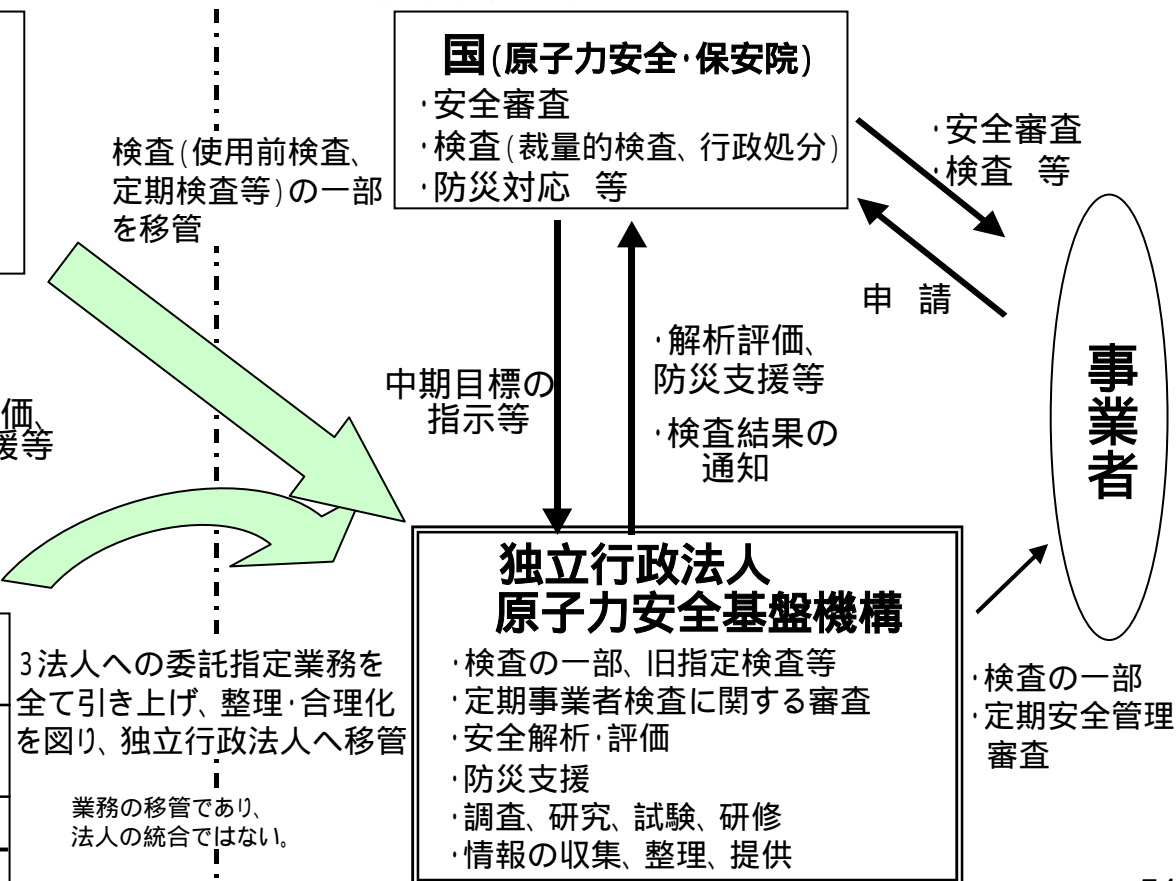 国(原子力安全・保安院)
・安全審査
・検査(裁量的検査、行政処分)
・防災対応 等
検査(使用前検査、
定期検査等)の一部
を移管
・安全審査
・検査 等
申 請
事業者
中期目標の
指示等
・解析評価、
防災支援等
・検査結果の
通知
価、
援等
独立行政法人
原子力安全基盤機構
・検査の一部、旧指定検査等
・定期事業者検査に関する審査
・安全解析・評価
・防災支援
・調査、研究、試験、研修
・情報の収集、整理、提供
3法人への委託指定業務を
全て引き上げ、整理・合理化
を図り、独立行政法人へ移管
業務の移管であり、
法人の統合ではない。
・検査の一部
・定期安全管理
審査